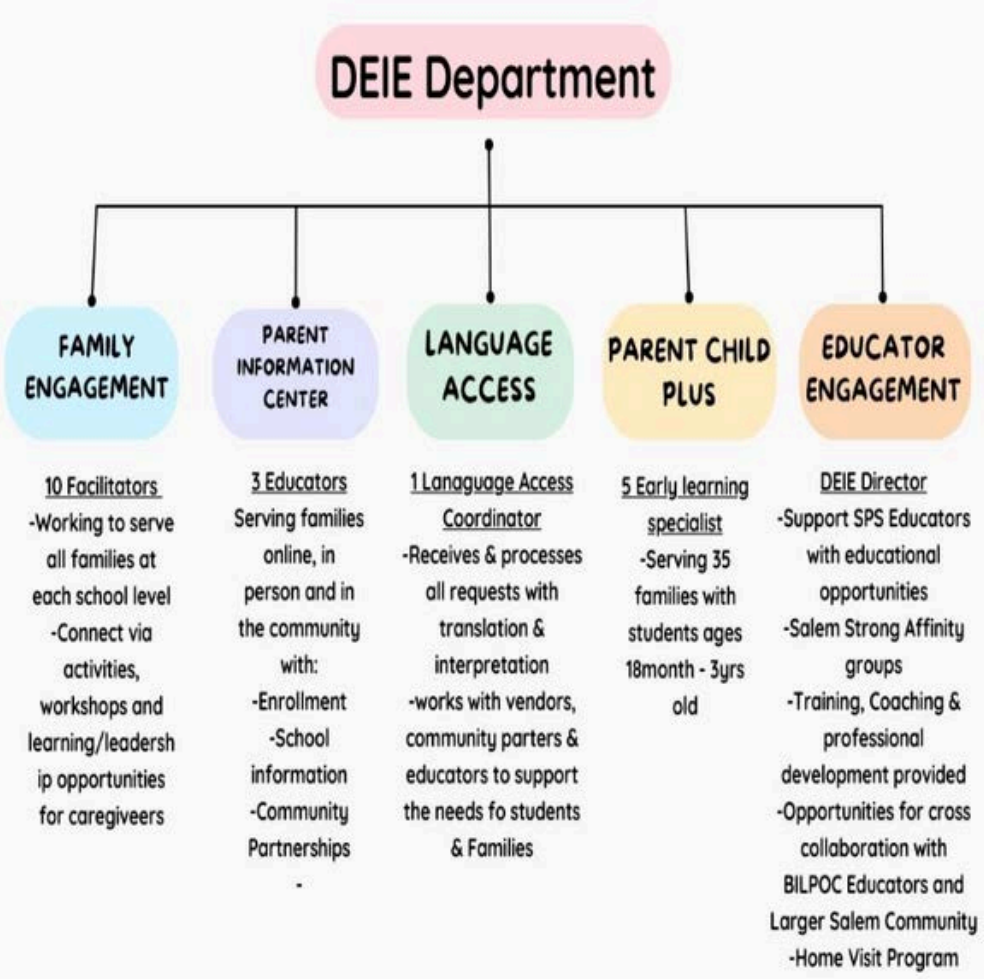 DEIE Department
FAMILY
ENGAGEMENT
10 Facilitators
-Working to serve
all families at
each school level
-Connect via
activities,
workshops and
learning/leadersh
ip opportunities
for caregiveers
PARENT
INFORMATION
CENTER
3 Educators
Serving families
online, in
person and in
the community
with:
-Enrollment
-School
information
-Community
Partnerships
-
LANGUAGE
ACCESS
1 Lanaguage Access
Coordinator
-Receives & processes
all requests with
translation &
interpretation
-works with vendors,
community parters &
educators to support
the needs fo students
& Families
PARENT CHILD
PLUS
5 Early learning
specialist
-Serving 35
families with
students ages
18month - 3yrs
old
EDUCATOR
ENGAGEMENT
DEIE Director
-Support SPS Educators
with educational
opportunities
-Salem Strong Affinity
groups
-Training, Coaching &
professional
development provided
-Opportunities for cross
collaboration with
BILPOC Educators and
Larger Salem Community
-Home Visit Program